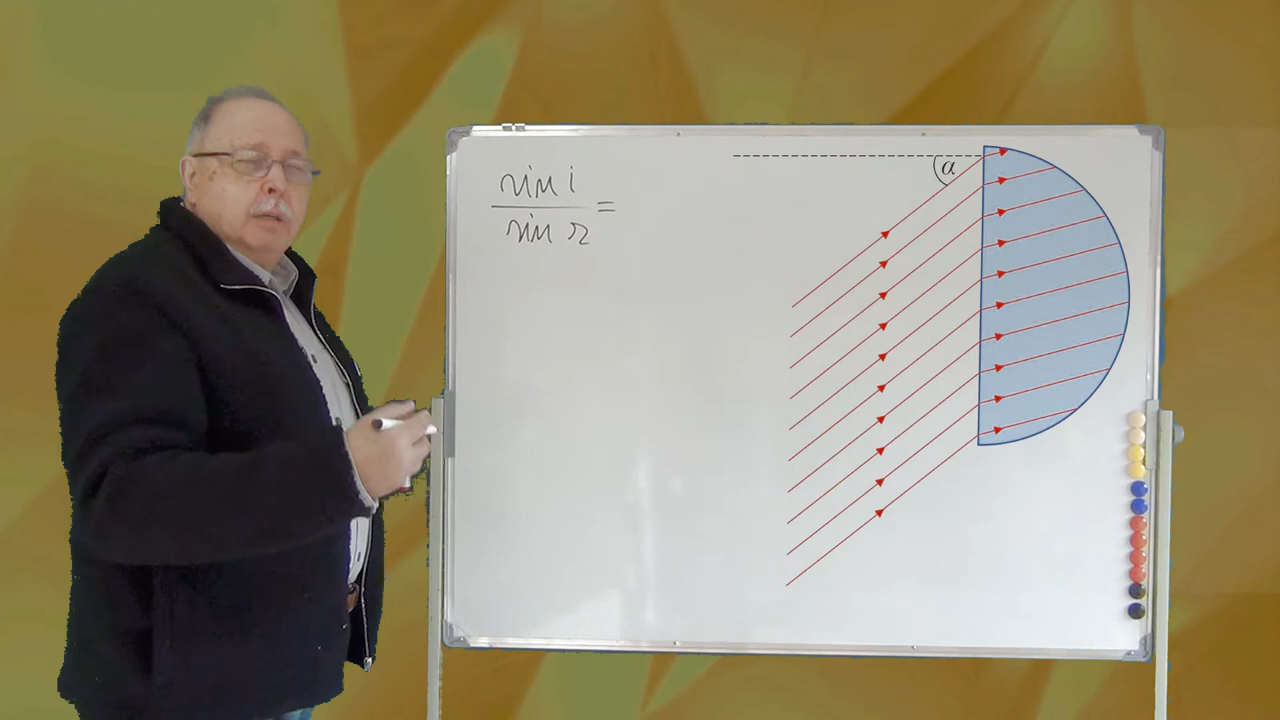 sin i
sin r =
α